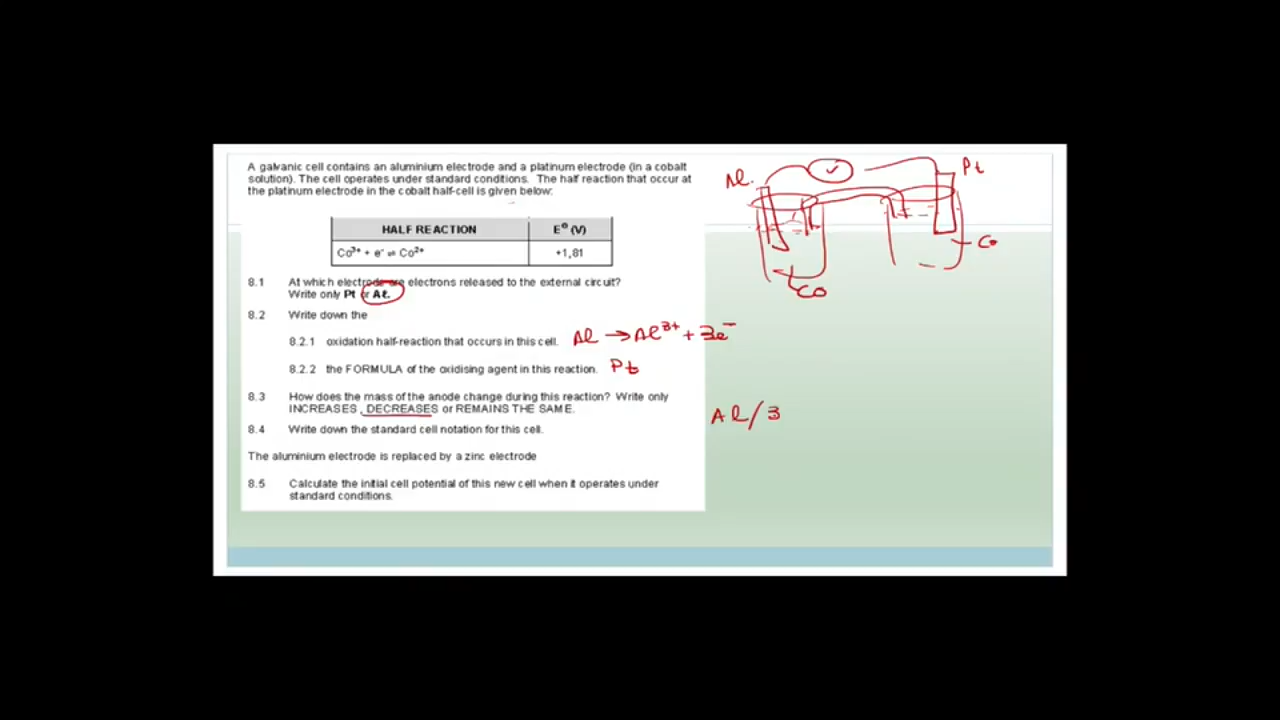 A galvanic cell contains an aluminium electrode and a platinum electrode (in a cobalt
solution). The cell operates under standard conditions. The half reaction that occur at
the platinum electrode in the cobalt half-cell is given below:
HALF REACTION E⁰ (V)
Co³⁺ + e⁻ ⇌ Co²⁺ +1,81
8.1 At which electrode are electrons released to the external circuit?
Write only Pt or Aℓ.
8.2 Write down the
8.2.1 oxidation half-reaction that occurs in this cell. Al → Al³⁺ + 3e⁻
8.2.2 the FORMULA of the oxidising agent in this reaction. Pt
8.3 How does the mass of the anode change during this reaction? Write only
INCREASES, DECREASES or REMAINS THE SAME.
8.4 Write down the standard cell notation for this cell.
The aluminium electrode is replaced by a zinc electrode
8.5 Calculate the initial cell potential of this new cell when it operates under
standard conditions.
Al.
V
Pt
Co
CO
Al/3